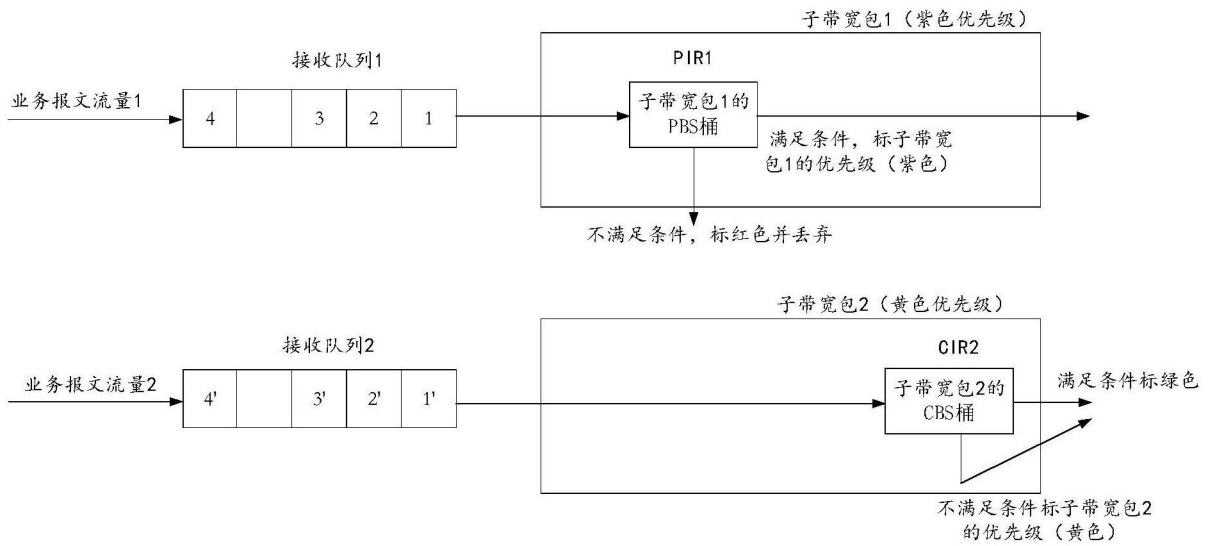 子带宽包1（紫色优先级）
接收队列1
PIR1
业务报文流量1
4 3 2 1
子带宽包1的
PBS桶
满足条件，标子带宽
包1的优先级（紫色）
不满足条件，标红色并丢弃
子带宽包2（黄色优先级）
接收队列2
CIR2
业务报文流量2
4' 3' 2' 1'
子带宽包2的
CBS桶
满足条件标绿色
不满足条件标子带宽包2
的优先级（黄色）